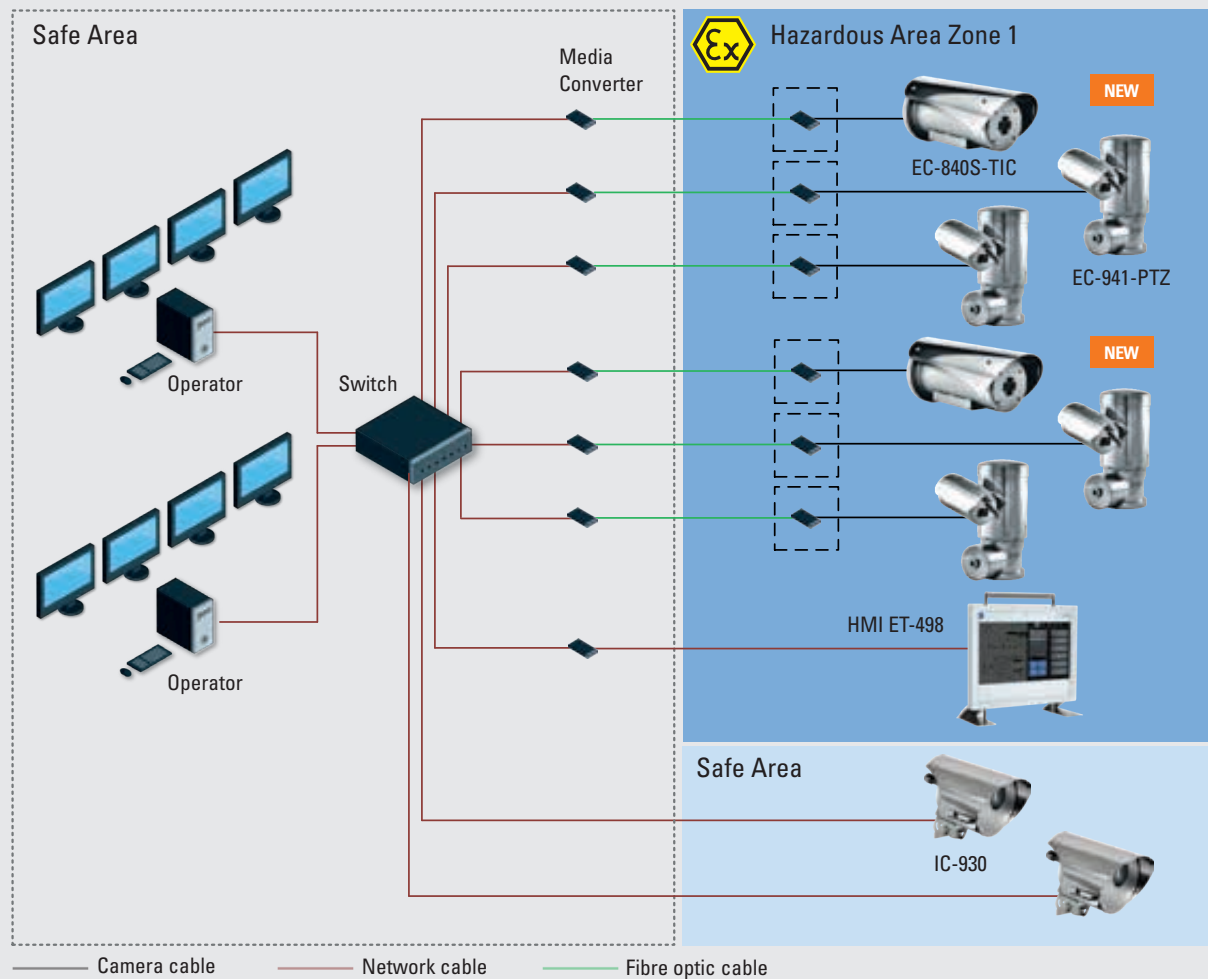 Safe Area
Ex
Hazardous Area Zone 1
Media
Converter
NEW
EC-840S-TIC
EC-941-PTZ
NEW
Operator
Switch
HMI ET-498
Operator
Safe Area
IC-930
Camera cable
Network cable
Fibre optic cable